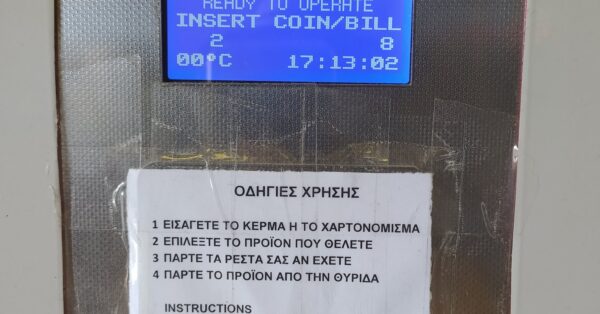 READY TO OPERATE
INSERT COIN/BILL
2 8
00°C 17:13:02
ΟΔΗΓΙΕΣ ΧΡΗΣΗΣ
1 ΕΙΣΑΓΕΤΕ ΤΟ ΚΕΡΜΑ Η ΤΟ ΧΑΡΤΟΝΟΜΙΣΜΑ
2 ΕΠΙΛΕΞΤΕ ΤΟ ΠΡΟΪΟΝ ΠΟΥ ΘΕΛΕΤΕ
3 ΠΑΡΤΕ ΤΑ ΡΕΣΤΑ ΣΑΣ ΑΝ ΕΧΕΤΕ
4 ΠΑΡΤΕ ΤΟ ΠΡΟΪΟΝ ΑΠΟ ΤΗΝ ΘΥΡΙΔΑ
INSTRUCTIONS